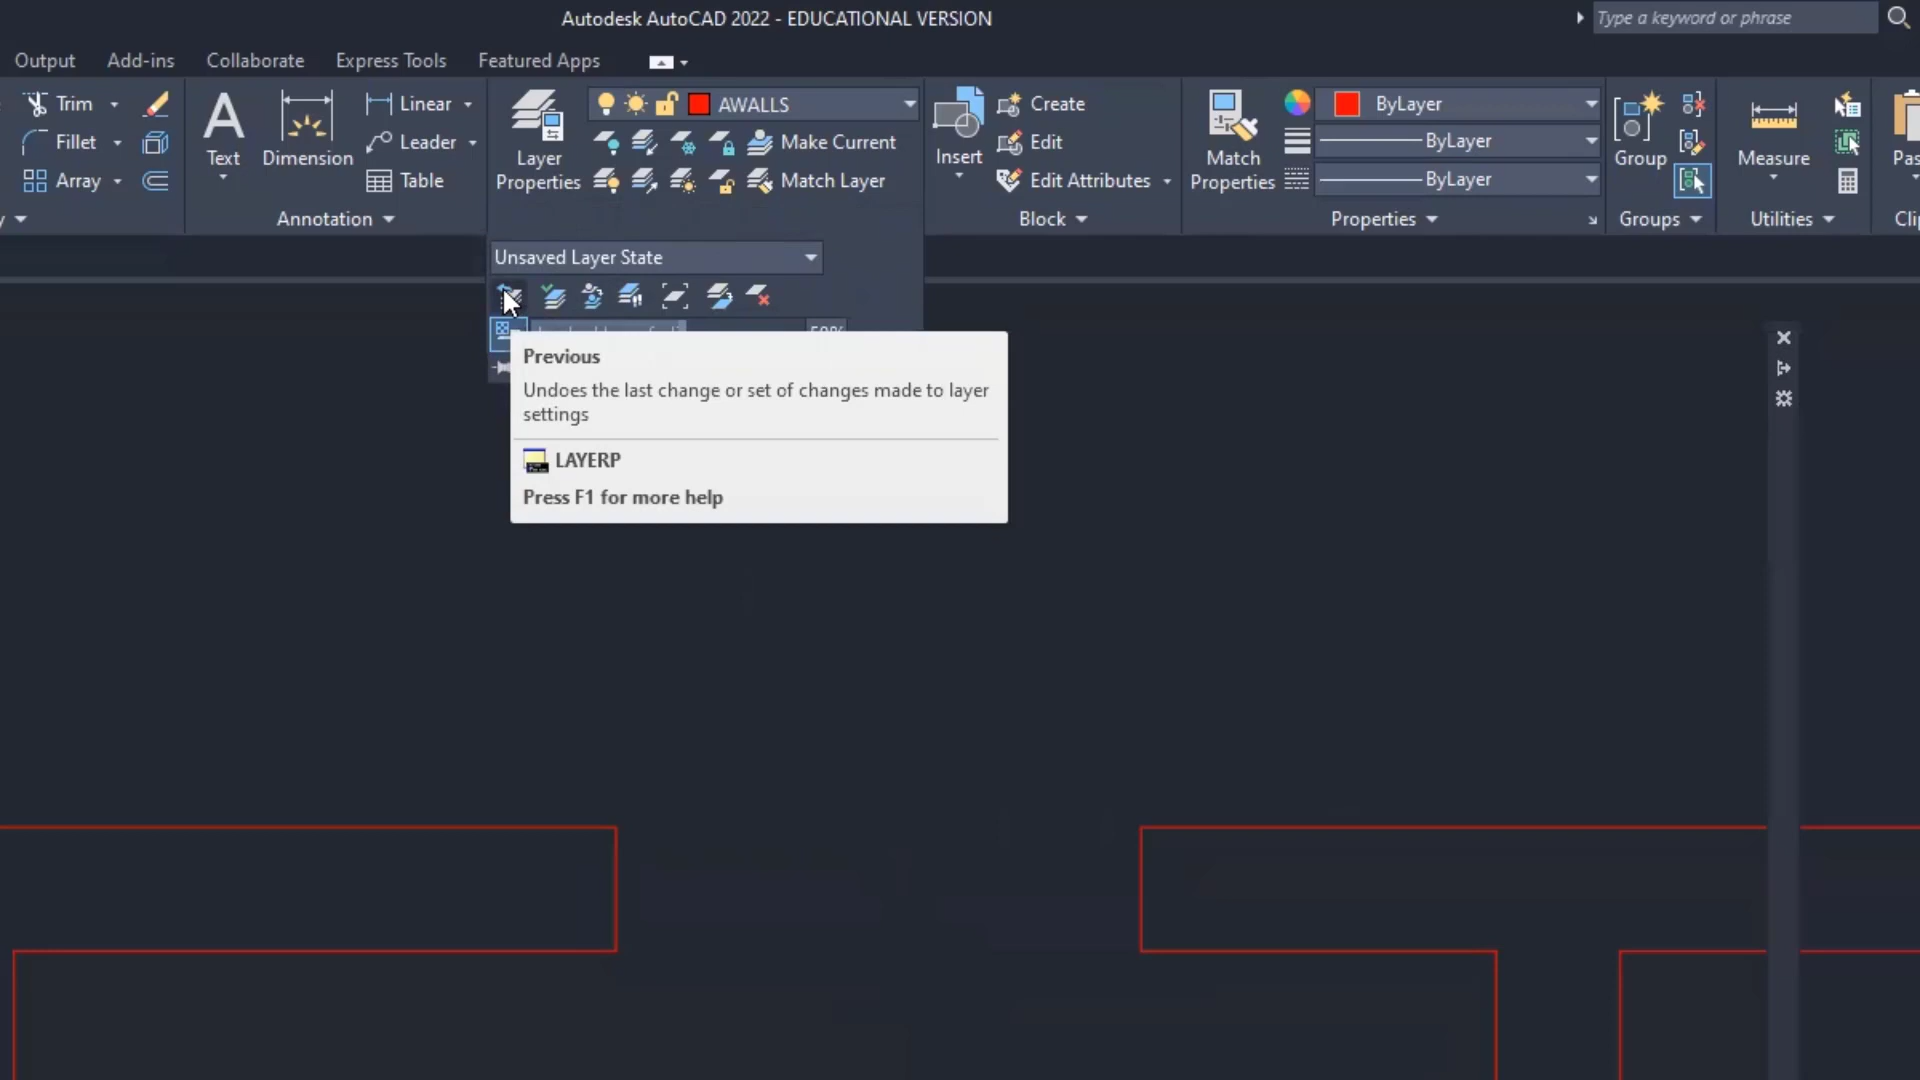 Autodesk AutoCAD 2022 - EDUCATIONAL VERSION
Type a keyword or phrase
Output Add-ins Collaborate Express Tools Featured Apps
Trim
Fillet
Array
Text
Dimension
Linear
Leader
Table
Annotation
Layer
Properties
AWALLS
Make Current
Match Layer
Insert
Create
Edit
Edit Attributes
Block
Match
Properties
ByLayer
ByLayer
ByLayer
Properties
Group
Groups
Measure
Utilities
Unsaved Layer State
Previous
Undoes the last change or set of changes made to layer
settings
LAYERP
Press F1 for more help